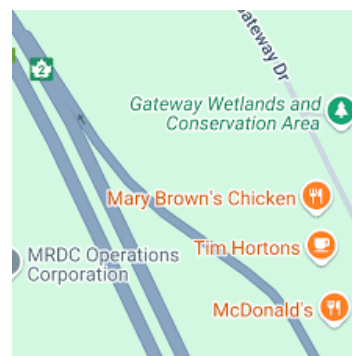 Gateway Dr
2
Gateway Wetlands and
Conservation Area
Mary Brown's Chicken
Tim Hortons
MRDC Operations
Corporation
McDonald's